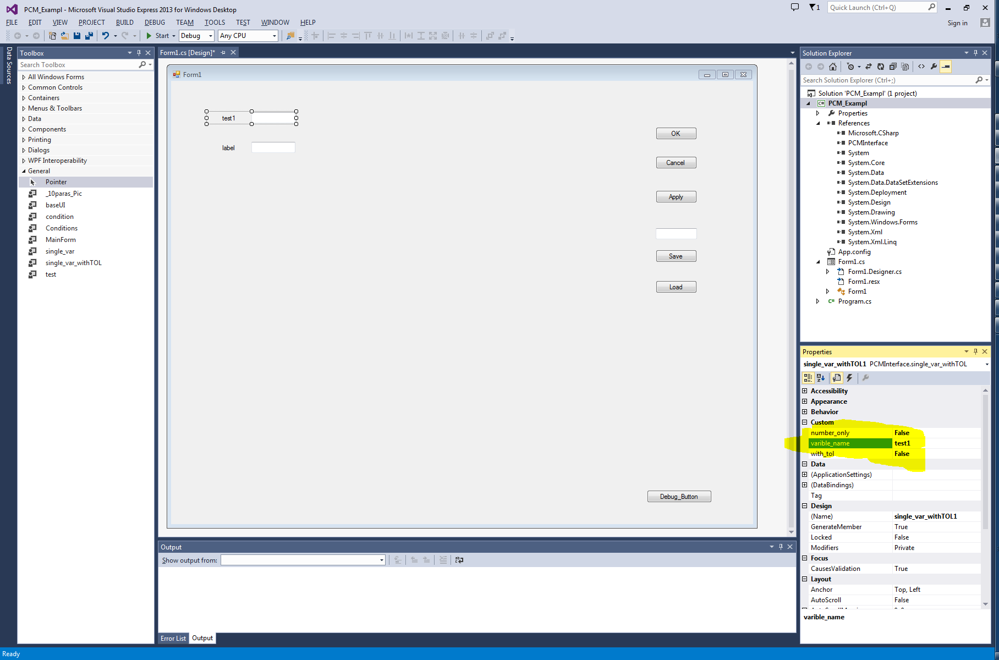 PCM_Exampl - Microsoft Visual Studio Express 2013 for Windows Desktop
1
Quick Launch (Ctrl+Q)
FILE EDIT VIEW PROJECT BUILD DEBUG TEAM TOOLS TEST WINDOW HELP
Sign in
Start Debug Any CPU
Data Sources
Toolbox
Search Toolbox
All Windows Forms
Common Controls
Containers
Menus & Toolbars
Data
Components
Printing
Dialogs
WPF Interoperability
General
Pointer
_10paras_Pic
baseUI
condition
Conditions
MainForm
single_var
single_var_withTOL
test
Form1.cs [Design]*
Form1
test1
label
OK
Cancel
Apply
Save
Load
Debug_Button
Output
Show output from:
Error List Output
Solution Explorer
Search Solution Explorer (Ctrl+;)
Solution 'PCM_Exampl' (1 project)
C# PCM_Exampl
Properties
References
Microsoft.CSharp
PCMInterface
System
System.Core
System.Data
System.Data.DataSetExtensions
System.Deployment
System.Design
System.Drawing
System.Windows.Forms
System.Xml
System.Xml.Linq
App.config
Form1.cs
Form1.Designer.cs
Form1.resx
Form1
C# Program.cs
Properties
single_var_withTOL1 PCMInterface.single_var_withTOL
Accessibility
Appearance
Behavior
Custom
number_only False
varible_name test1
with_tol False
Data
(ApplicationSettings)
(DataBindings)
Tag
Design
(Name) single_var_withTOL1
GenerateMember True
Locked False
Modifiers Private
Focus
CausesValidation True
Layout
Anchor Top, Left
AutoScroll False
varible_name
Ready